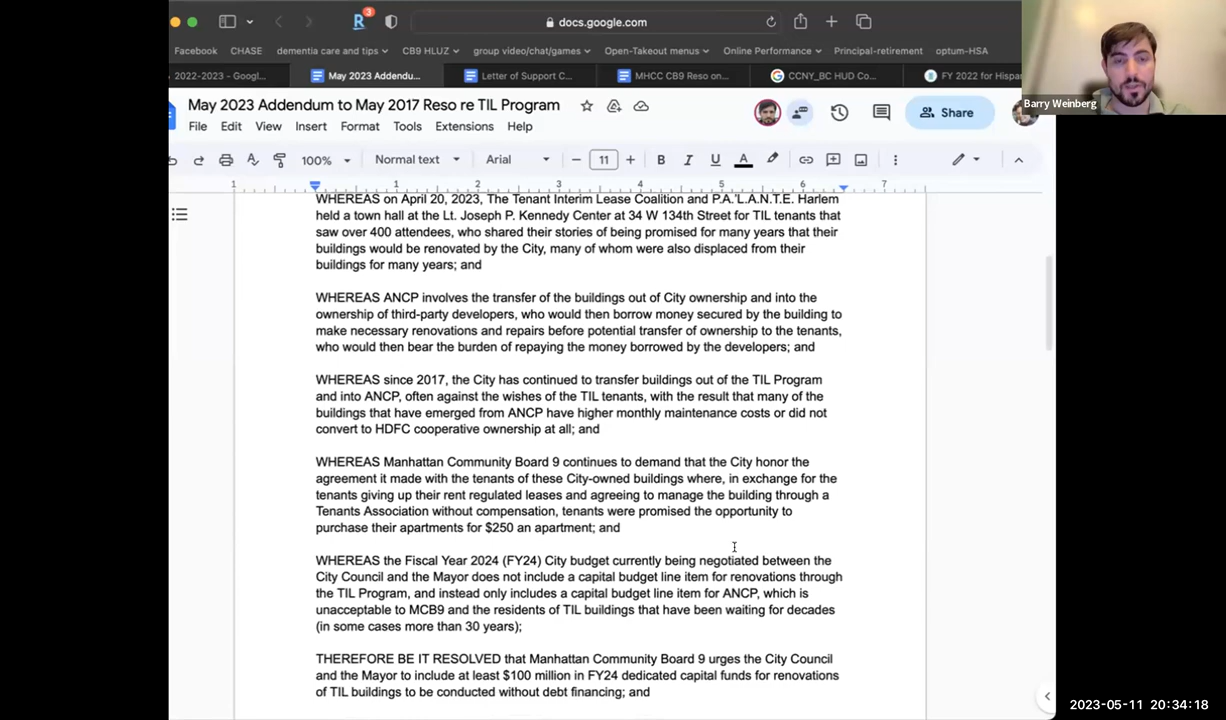 3
docs.google.com
Facebook CHASE dementia care and tips CB9 HLUZ group video/chat/games Open-Takeout menus Online Performance Principal-retirement optum-HSA
2022-2023 - Googl... May 2023 Addendu... Letter of Support C... MHCC CB9 Reso on... CCNY_BC HUD Co... FY 2022 for Hispar
Barry Weinberg
May 2023 Addendum to May 2017 Reso re TIL Program
Share
File Edit View Insert Format Tools Extensions Help
100% Normal text Arial − 11 + B I U A
1 1 2 3 4 5 6 7
WHEREAS on April 20, 2023, The Tenant Interim Lease Coalition and P.A.'L.A.N.T.E. Harlem
held a town hall at the Lt. Joseph P. Kennedy Center at 34 W 134th Street for TIL tenants that
saw over 400 attendees, who shared their stories of being promised for many years that their
buildings would be renovated by the City, many of whom were also displaced from their
buildings for many years; and
WHEREAS ANCP involves the transfer of the buildings out of City ownership and into the
ownership of third-party developers, who would then borrow money secured by the building to
make necessary renovations and repairs before potential transfer of ownership to the tenants,
who would then bear the burden of repaying the money borrowed by the developers; and
WHEREAS since 2017, the City has continued to transfer buildings out of the TIL Program
and into ANCP, often against the wishes of the TIL tenants, with the result that many of the
buildings that have emerged from ANCP have higher monthly maintenance costs or did not
convert to HDFC cooperative ownership at all; and
WHEREAS Manhattan Community Board 9 continues to demand that the City honor the
agreement it made with the tenants of these City-owned buildings where, in exchange for the
tenants giving up their rent regulated leases and agreeing to manage the building through a
Tenants Association without compensation, tenants were promised the opportunity to
purchase their apartments for $250 an apartment; and
WHEREAS the Fiscal Year 2024 (FY24) City budget currently being negotiated between the
City Council and the Mayor does not include a capital budget line item for renovations through
the TIL Program, and instead only includes a capital budget line item for ANCP, which is
unacceptable to MCB9 and the residents of TIL buildings that have been waiting for decades
(in some cases more than 30 years);
THEREFORE BE IT RESOLVED that Manhattan Community Board 9 urges the City Council
and the Mayor to include at least $100 million in FY24 dedicated capital funds for renovations
of TIL buildings to be conducted without debt financing; and
2023-05-11 20:34:18